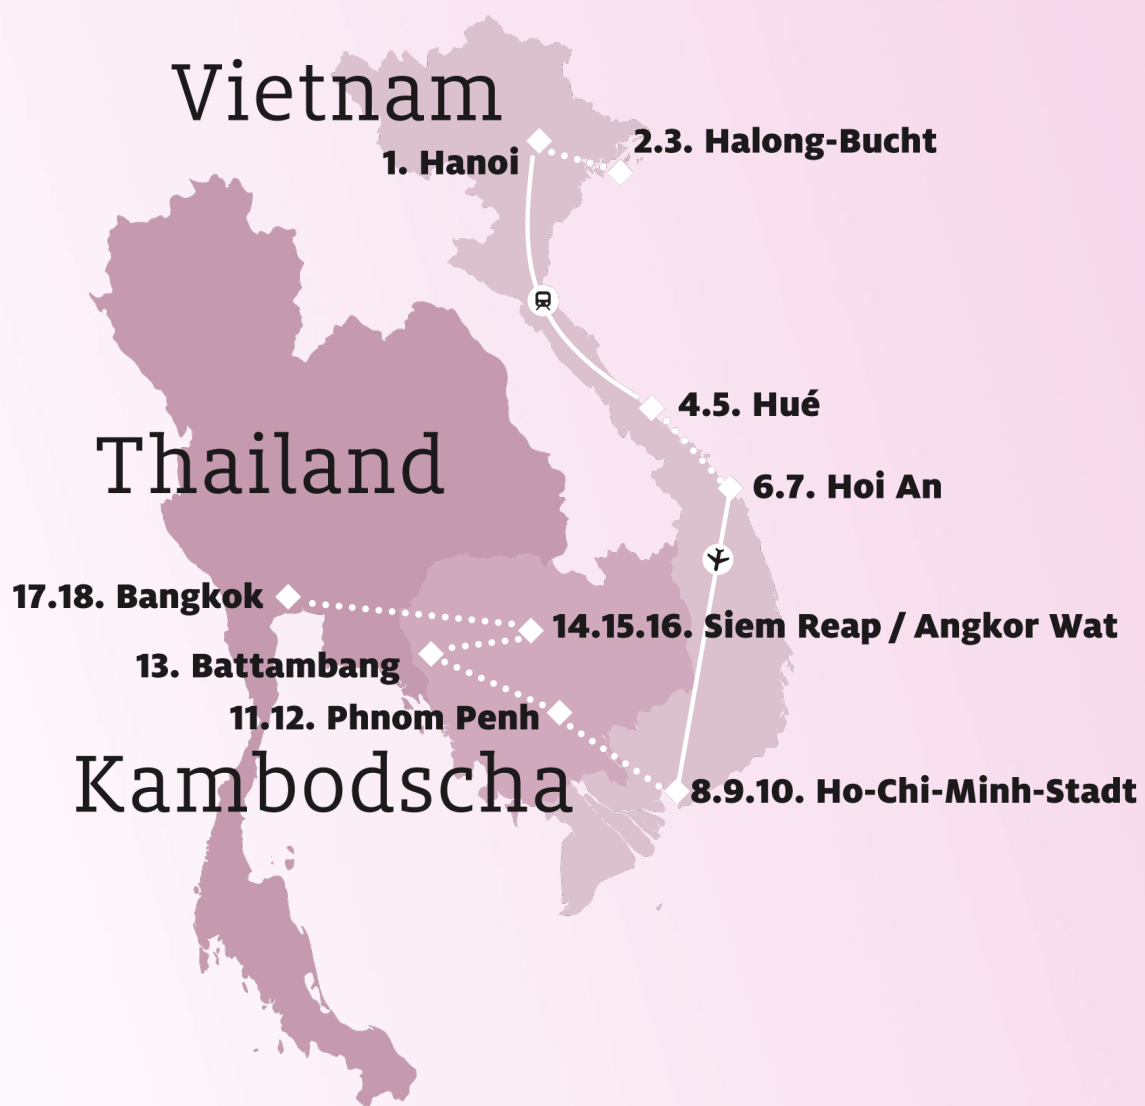 Vietnam
2.3. Halong-Bucht
1. Hanoi
4.5. Hué
Thailand
6.7. Hoi An
17.18. Bangkok
14.15.16. Siem Reap / Angkor Wat
13. Battambang
11.12. Phnom Penh
Kambodscha
8.9.10. Ho-Chi-Minh-Stadt